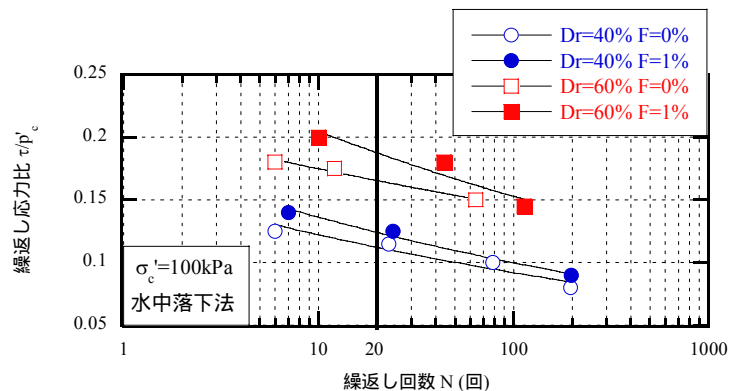 Dr=40% F=0%
Dr=40% F=1%
Dr=60% F=0%
Dr=60% F=1%
0.25
0.2
0.15
0.1
0.05
繰返し応力比 τ/p'c
σc'=100kPa
水中落下法
1
10
20
100
1000
繰返し回数 N (回)